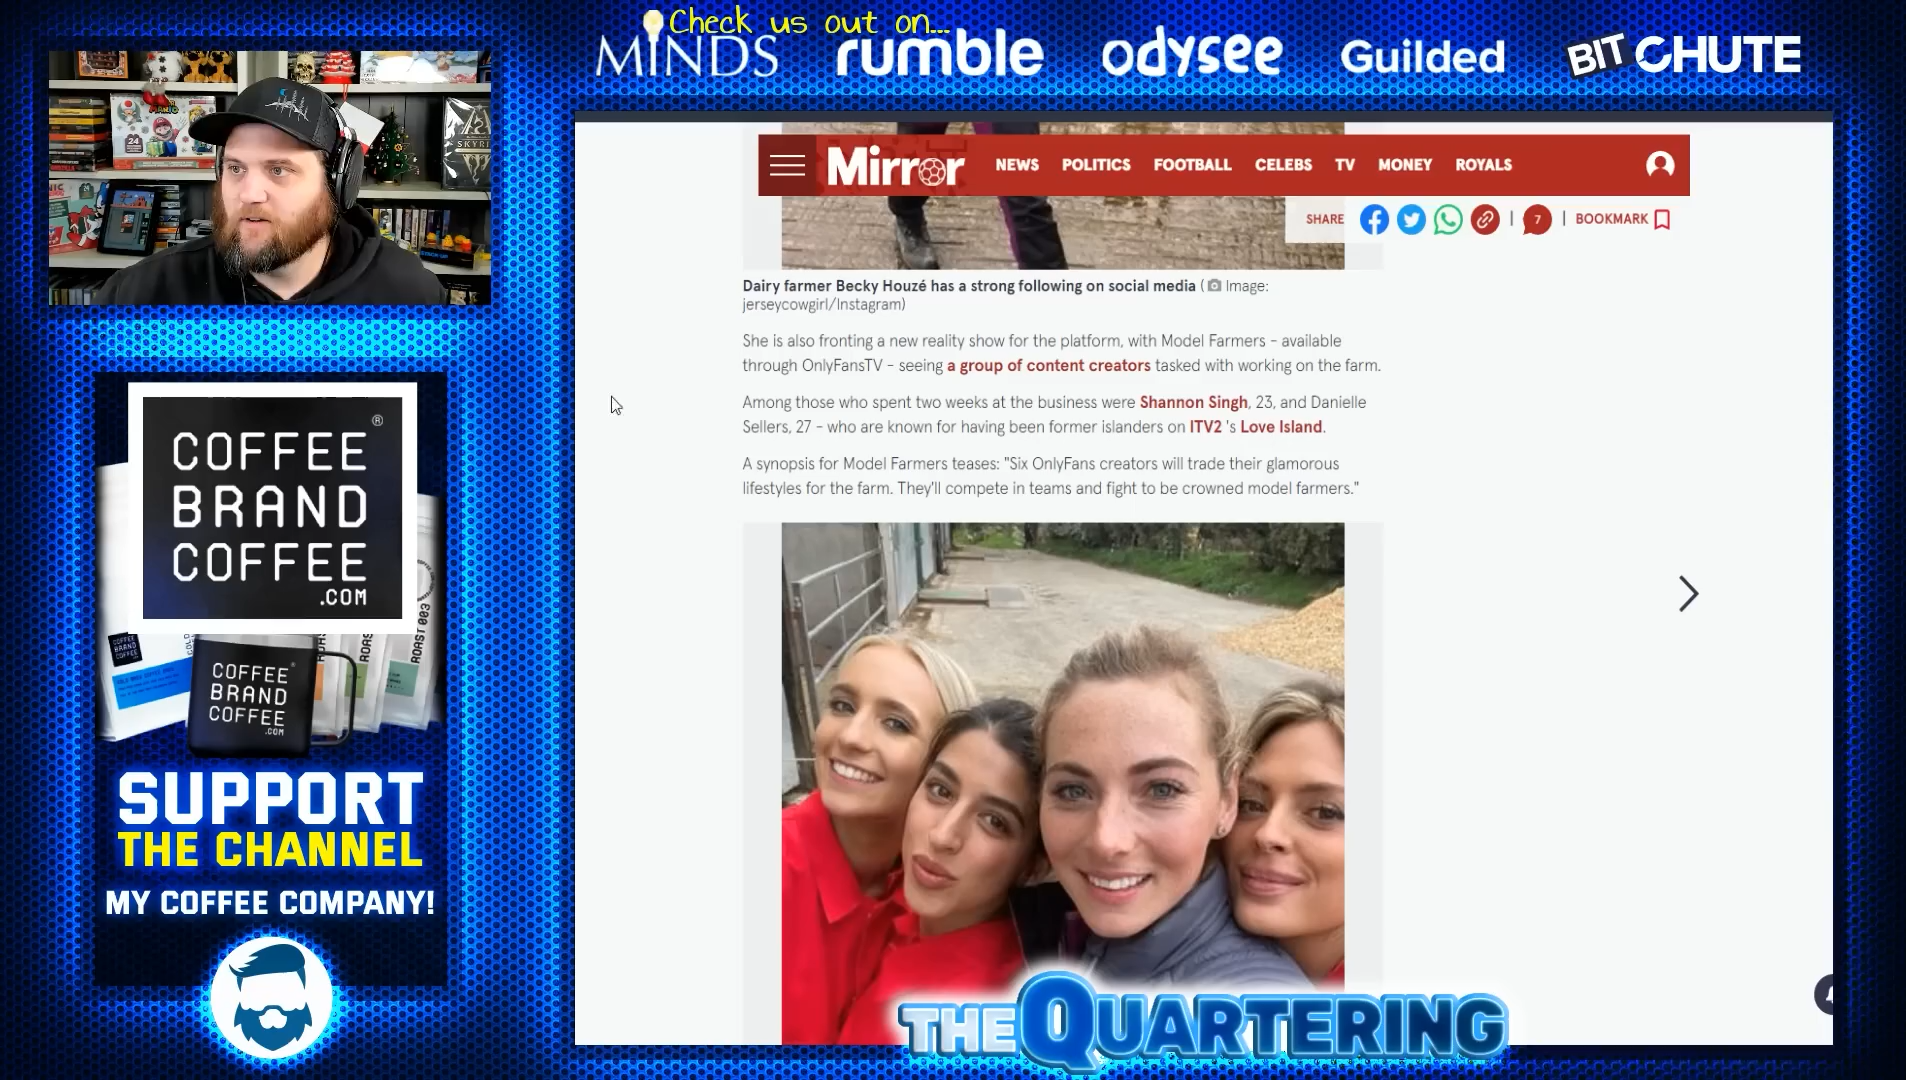 Check us out on...
MINDS
rumble
odysee
Guilded
BITCHUTE
SKYRI
24
Mirror
NEWS
POLITICS
FOOTBALL
CELEBS
TV
MONEY
ROYALS
SHARE
7
BOOKMARK
Dairy farmer Becky Houzé has a strong following on social media ( Image:
jerseycowgirl/Instagram)
She is also fronting a new reality show for the platform, with Model Farmers - available
through OnlyFansTV - seeing a group of content creators tasked with working on the farm.
Among those who spent two weeks at the business were Shannon Singh, 23, and Danielle
Sellers, 27 - who are known for having been former islanders on ITV2 's Love Island.
A synopsis for Model Farmers teases: "Six OnlyFans creators will trade their glamorous
lifestyles for the farm. They'll compete in teams and fight to be crowned model farmers."
COFFEE ®
BRAND
COFFEE
.COM
ROAST 003
COFFEE ®
BRAND
COFFEE
.COM
SUPPORT
THE CHANNEL
MY COFFEE COMPANY!
THE QUARTERING